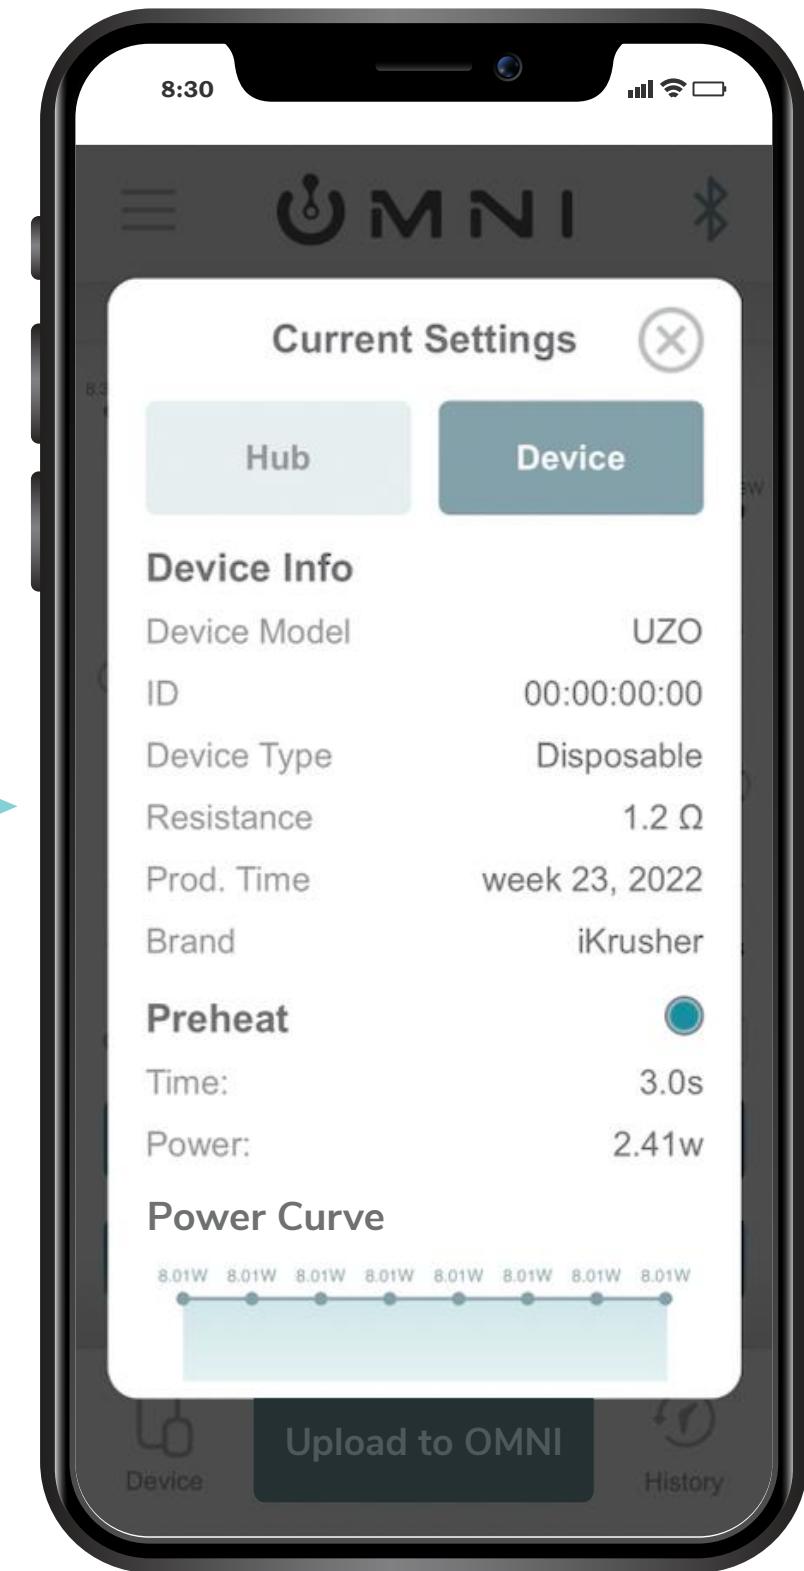 8:30
OMNI
Current Settings
8.3
Hub Device
W
Device Info
Device Model UZO
ID 00:00:00:00
Device Type Disposable
Resistance 1.2 Ω
Prod. Time week 23, 2022
Brand iKrusher
Preheat
Time: 3.0s
Power: 2.41w
Power Curve
8.01W 8.01W 8.01W 8.01W 8.01W 8.01W 8.01W 8.01W
Upload to OMNI
Device History